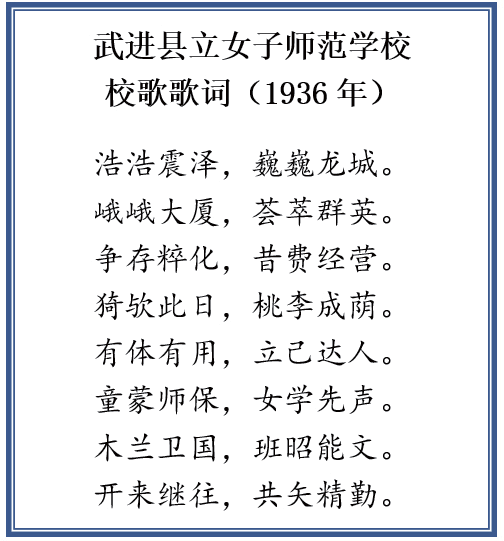 武进县立女子师范学校
校歌歌词（1936 年）
浩浩震泽，巍巍龙城。
峨峨大厦，荟萃群英。
争存粹化，昔费经营。
猗欤此日，桃李成荫。
有体有用，立己达人。
童蒙师保，女学先声。
木兰卫国，班昭能文。
开来继往，共矢精勤。